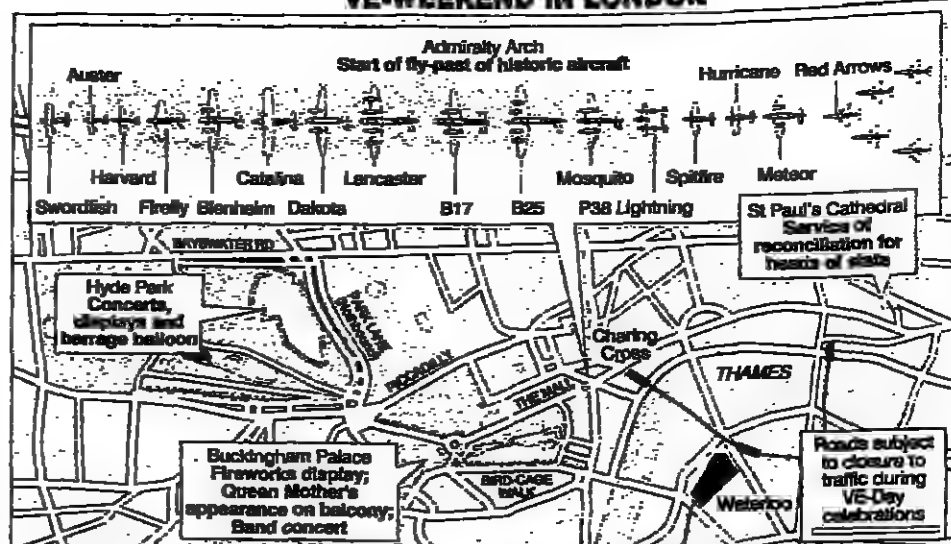 VE-WEEKEND IN LONDON
Admiralty Arch
Start of fly-past of historic aircraft
Auster
Hurricane Red Arrows
Harvard Catalina Lancaster Mosquito Spitfire Meteor
Swordfish Firefly Blenheim Dakota B17 B25 P38 Lightning
St Paul's Cathedral
Service of
reconciliation for
heads of state
BAYSWATER RD
Hyde Park
Concerts,
displays and
barrage balloon
PARK LANE
PICCADILLY
Charing
Cross
THE MALL
THAMES
Buckingham Palace
Fireworks display;
Queen Mother's
appearance on balcony;
Band concert
BIRD-CAGE
WALK
Waterloo
Roads subject
to closure to
traffic during
VE-Day
celebrations